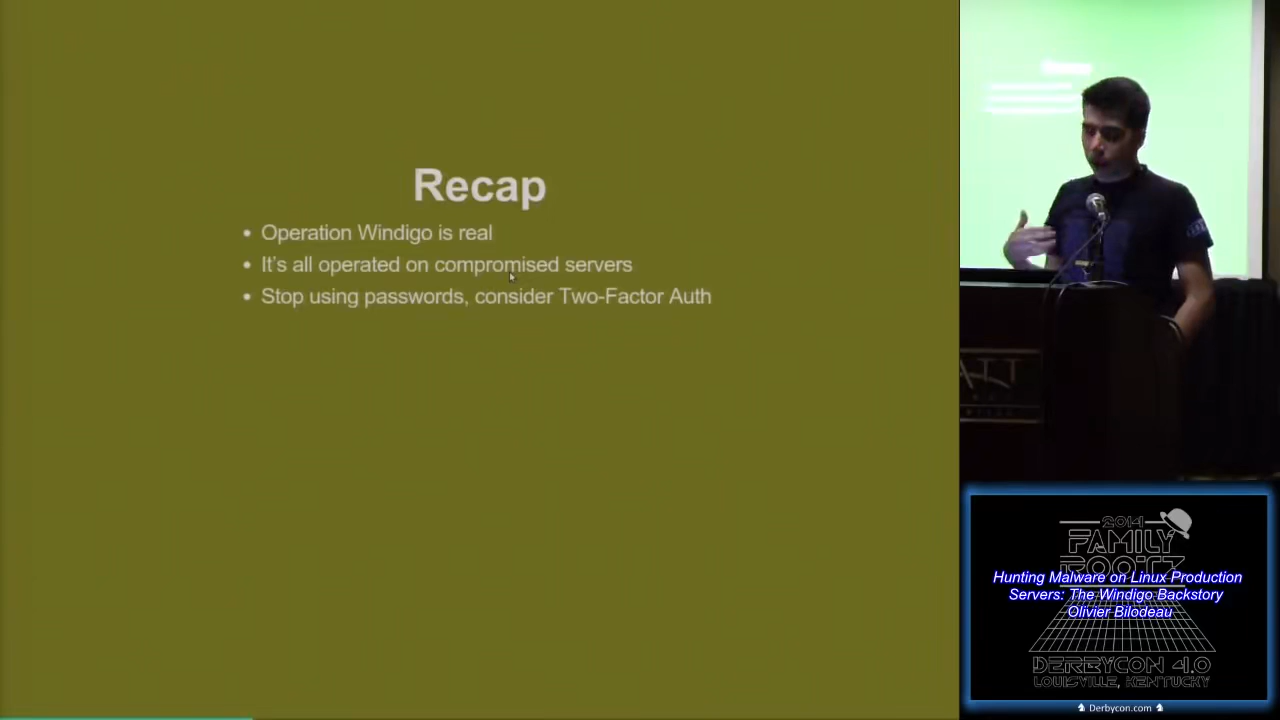 Recap
• Operation Windigo is real
• It's all operated on compromised servers
• Stop using passwords, consider Two-Factor Auth
2014
FAMILY
ROOTZ
Hunting Malware on Linux Production
Servers: The Windigo Backstory
Olivier Bilodeau
DERBYCON 4.0
LOUISVILLE, KENTUCKY
Derbycon.com